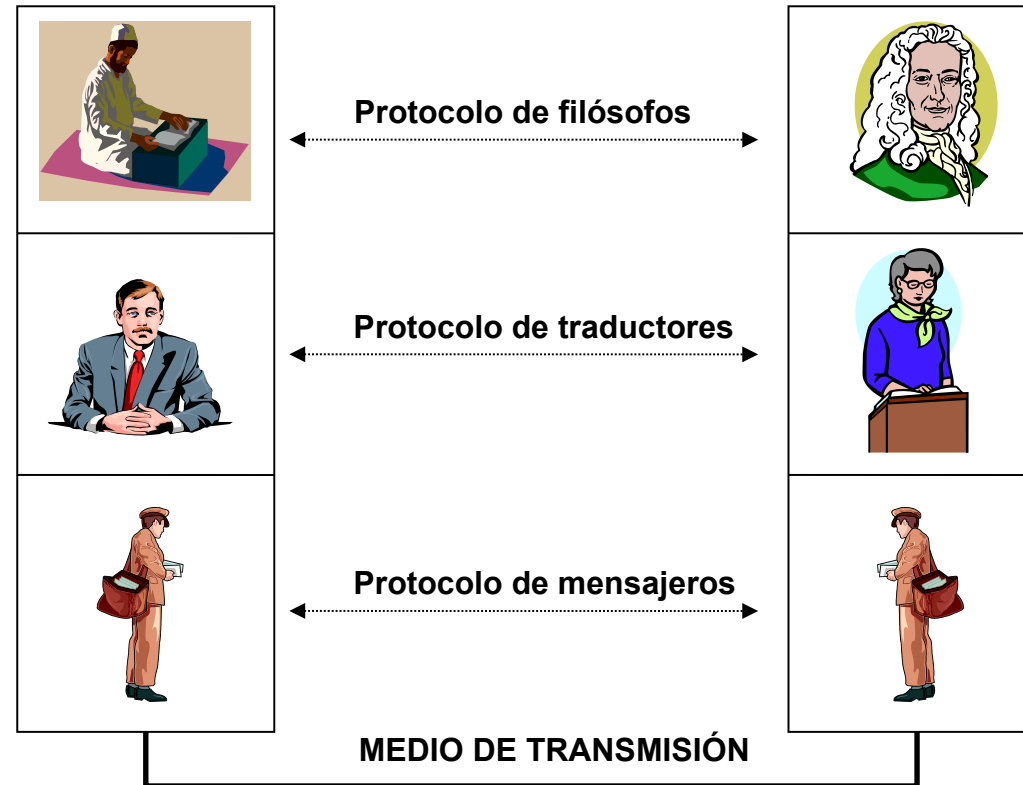 Protocolo de filósofos
Protocolo de traductores
Protocolo de mensajeros
MEDIO DE TRANSMISIÓN